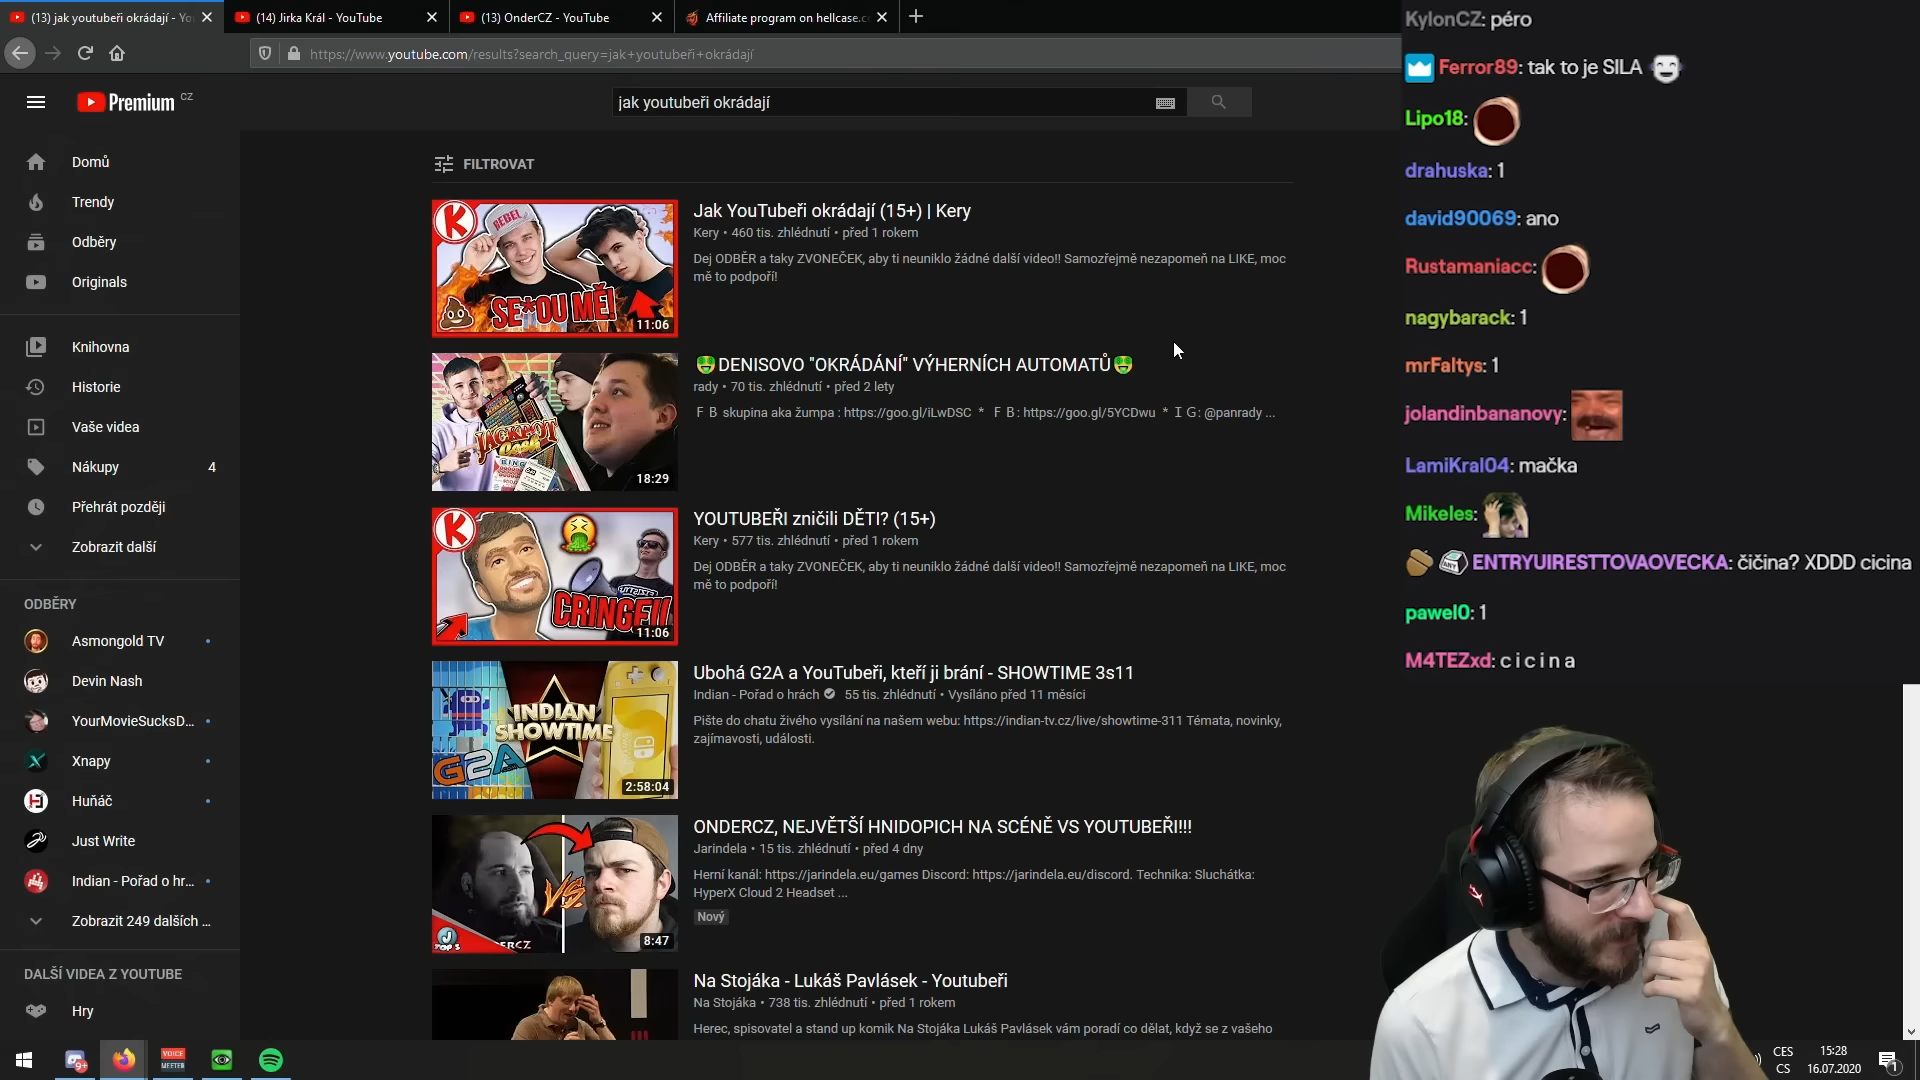 (13) jak youtubeři okrádají - Yo
(14) Jirka Král - YouTube
(13) OnderCZ - YouTube
Affiliate program on hellcase.c
https://www.youtube.com/results?search_query=jak+youtubeři+okrádají
Premium CZ
jak youtubeři okrádají
Domů
Trendy
Odběry
Originals
Knihovna
Historie
Vaše videa
Nákupy 4
Přehrát později
Zobrazit další
ODBĚRY
Asmongold TV
Devin Nash
YourMovieSucksD...
Xnapy
Huňáč
Just Write
Indian - Pořad o hr...
Zobrazit 249 dalších ...
DALŠÍ VIDEA Z YOUTUBE
Hry
FILTROVAT
K
REBEL
SE*OU MĚ!
11:06
Jak YouTubeři okrádají (15+) | Kery
Kery • 460 tis. zhlédnutí • před 1 rokem
Dej ODBĚR a taky ZVONEČEK, aby ti neuniklo žádné další video!! Samozřejmě nezapomeň na LIKE, moc
mě to podpoří!
JACKPOT
Cash
18:29
🤑DENISOVO "OKRÁDÁNÍ" VÝHERNÍCH AUTOMATŮ🤑
rady • 70 tis. zhlédnutí • před 2 lety
F B skupina aka žumpa : https://goo.gl/iLwDSC * F B : https://goo.gl/5YCDwu * I G : @panrady ...
K
CRINGE!!
11:06
YOUTUBEŘI zničili DĚTI? (15+)
Kery • 577 tis. zhlédnutí • před 1 rokem
Dej ODBĚR a taky ZVONEČEK, aby ti neuniklo žádné další video!! Samozřejmě nezapomeň na LIKE, moc
mě to podpoří!
INDIAN
SHOWTIME
G2A
2:58:04
Ubohá G2A a YouTubeři, kteří ji brání - SHOWTIME 3s11
Indian - Pořad o hrách 55 tis. zhlédnutí • Vysíláno před 11 měsíci
Pište do chatu živého vysílání na našem webu: https://indian-tv.cz/live/showtime-311 Témata, novinky,
zajímavosti, události.
VS
TOP 5
ERCZ
8:47
ONDERCZ, NEJVĚTŠÍ HNIDOPICH NA SCÉNĚ VS YOUTUBEŘI!!!
Jarindela • 15 tis. zhlédnutí • před 4 dny
Herní kanál: https://jarindela.eu/games Discord: https://jarindela.eu/discord. Technika: Sluchátka:
HyperX Cloud 2 Headset ...
Nový
Na Stojáka - Lukáš Pavlásek - Youtubeři
Na Stojáka • 738 tis. zhlédnutí • před 1 rokem
Herec, spisovatel a stand up komik Na Stojáka Lukáš Pavlásek vám poradí co dělat, když se z vašeho
KylonCZ: péro
Ferror89: tak to je SILA
Lipo18:
drahuska: 1
david90069: ano
Rustamaniacc:
nagybarack: 1
mrFaltys: 1
jolandinbananovy:
LamiKral04: mačka
Mikeles:
ENTRYUIRESTTOVAOVECKA: čičina? XDDD cicina
pawel0: 1
M4TEZxd: c i c i n a
9+
VOICE
MEETER
CES
CS
15:28
16.07.2020
1